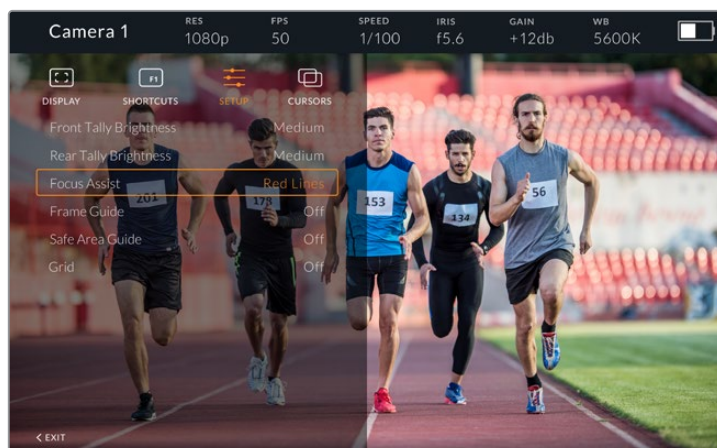 Camera 1
RES
1080p
FPS
50
SPEED
1/100
IRIS
f5.6
GAIN
+12db
WB
5600K
F1
DISPLAY
SHORTCUTS
SETUP
CURSORS
Front Tally Brightness Medium
Rear Tally Brightness Medium
Focus Assist Red Lines
Frame Guide Off
Safe Area Guide Off
Grid Off
201
178
153
134
56
< EXIT